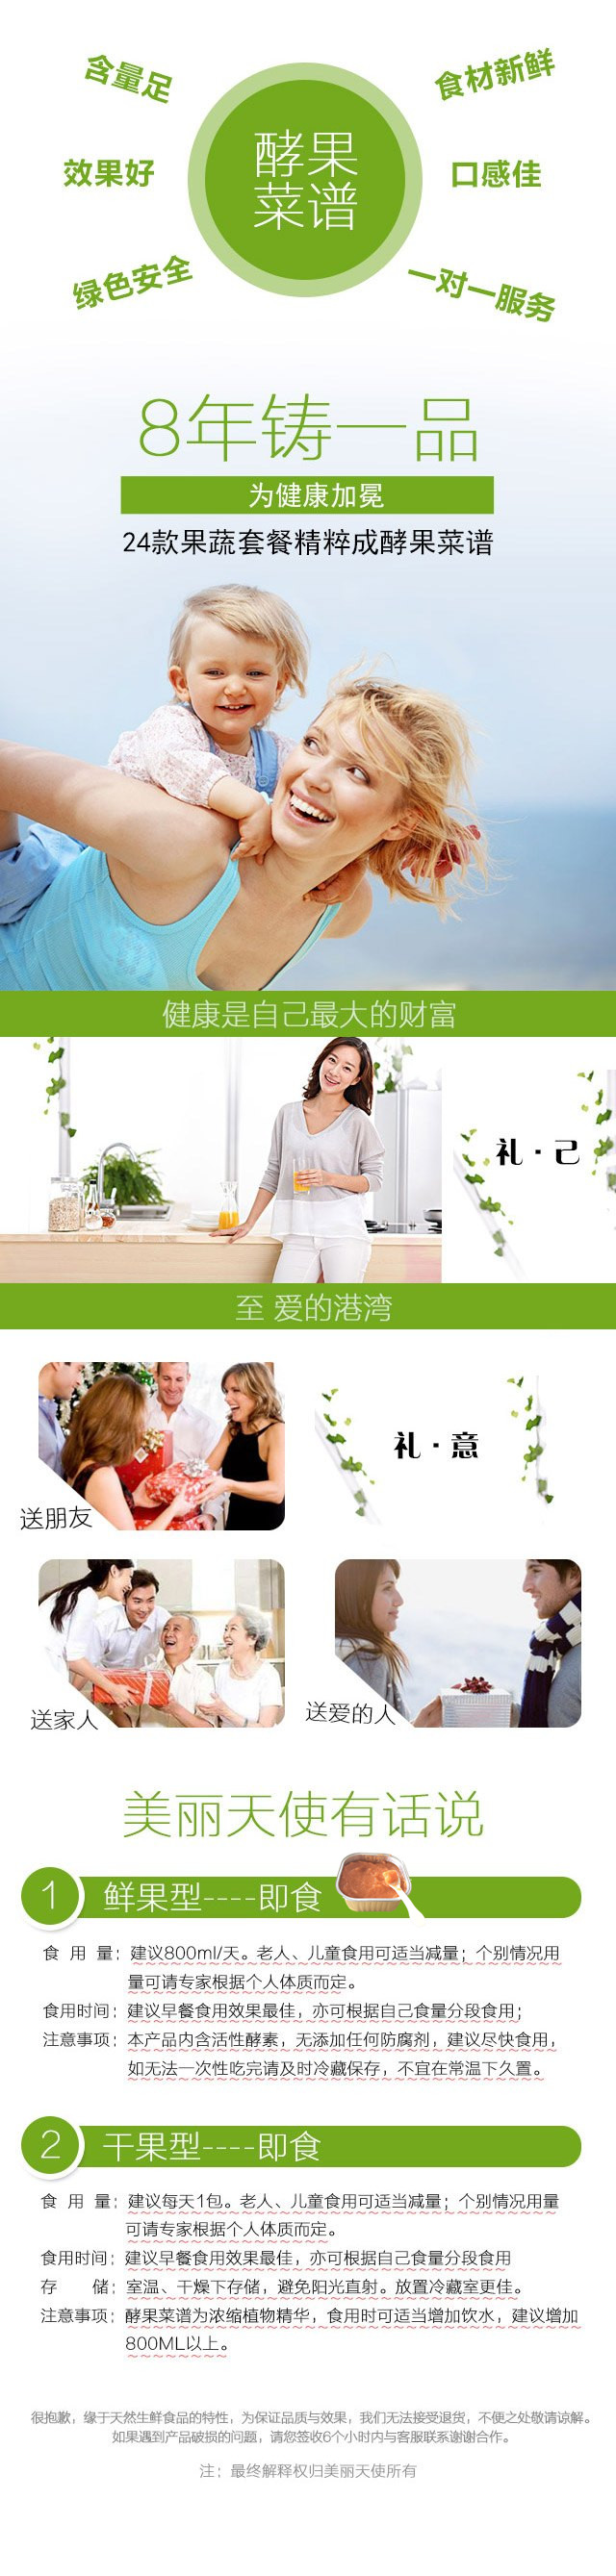 含量足
食材新鲜
效果好
酵果
菜谱
口感佳
绿色安全
一对一服务
8年铸一品
为健康加冕
24款果蔬套餐精粹成酵果菜谱
健康是自己最大的财富
礼·己
至 爱的港湾
礼·意
送朋友
送家人
送爱的人
美丽天使有话说
1 鲜果型----即食
食 用 量：建议800ml/天。老人、儿童食用可适当减量；个别情况用
量可请专家根据个人体质而定。
食用时间：建议早餐食用效果最佳，亦可根据自己食量分段食用；
注意事项：本产品内含活性酵素，无添加任何防腐剂，建议尽快食用，
如无法一次性吃完请及时冷藏保存，不宜在常温下久置。
2 干果型----即食
食 用 量：建议每天1包。老人、儿童食用可适当减量；个别情况用量
可请专家根据个人体质而定。
食用时间：建议早餐食用效果最佳，亦可根据自己食量分段食用
存 储：室温、干燥下存储，避免阳光直射。放置冷藏室更佳。
注意事项：酵果菜谱为浓缩植物精华，食用时可适当增加饮水，建议增加
800ML以上。
很抱歉，缘于天然生鲜食品的特性，为保证品质与效果，我们无法接受退货，不便之处敬请谅解。
如果遇到产品破损的问题，请您签收6个小时内与客服联系谢谢合作。
注：最终解释权归美丽天使所有